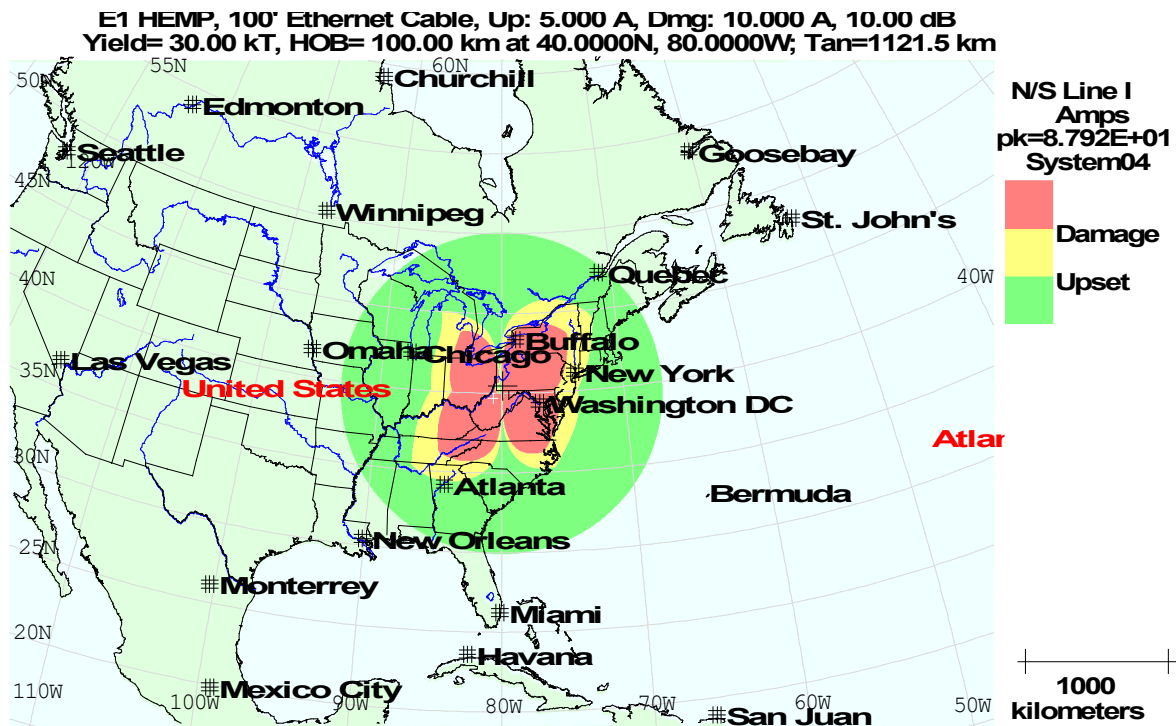 E1 HEMP, 100' Ethernet Cable, Up: 5.000 A, Dmg: 10.000 A, 10.00 dB
Yield= 30.00 kT, HOB= 100.00 km at 40.0000N, 80.0000W; Tan=1121.5 km
50N
55N
60N
Churchill
Edmonton
Seattle
120W
Goosebay
45N
Winnipeg
St. John's
Quebec
40W
40N
Buffalo
Omaha
Chicago
Las Vegas
New York
35N
United States
Washington DC
Atlan
30N
Atlanta
Bermuda
New Orleans
25N
Monterrey
Miami
20N
Havana
Mexico City
110W
100W
90W
80W
70W
60W
50W
San Juan
N/S Line I
Amps
pk=8.792E+01
System04
Damage
Upset
1000
kilometers